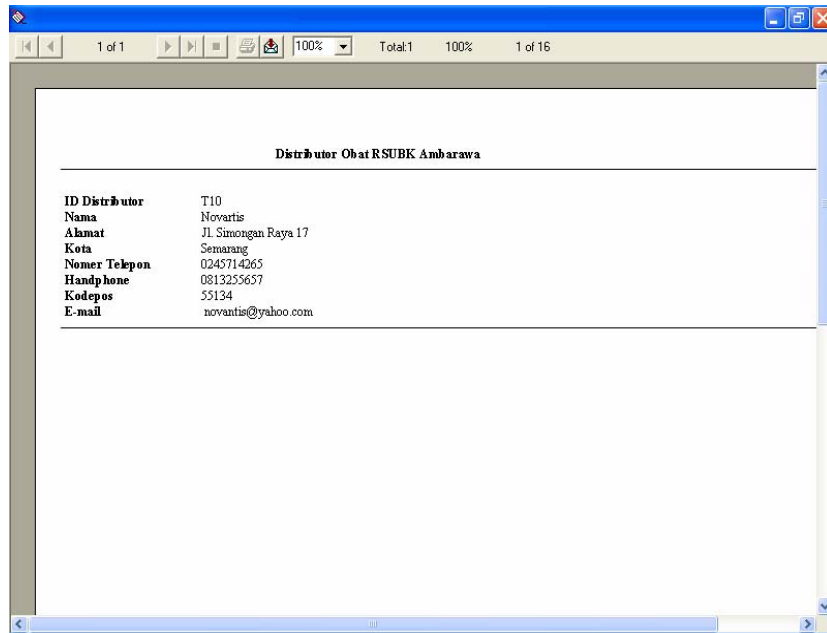 1 of 1 100% Total:1 100% 1 of 16
Distributor Obat RSUBK Ambarawa
ID Distributor T10
Nama Novartis
Alamat Jl. Simongan Raya 17
Kota Semarang
Nomer Telepon 0245714265
Handphone 0813255657
Kodepos 55134
E-mail novantis@yahoo.com